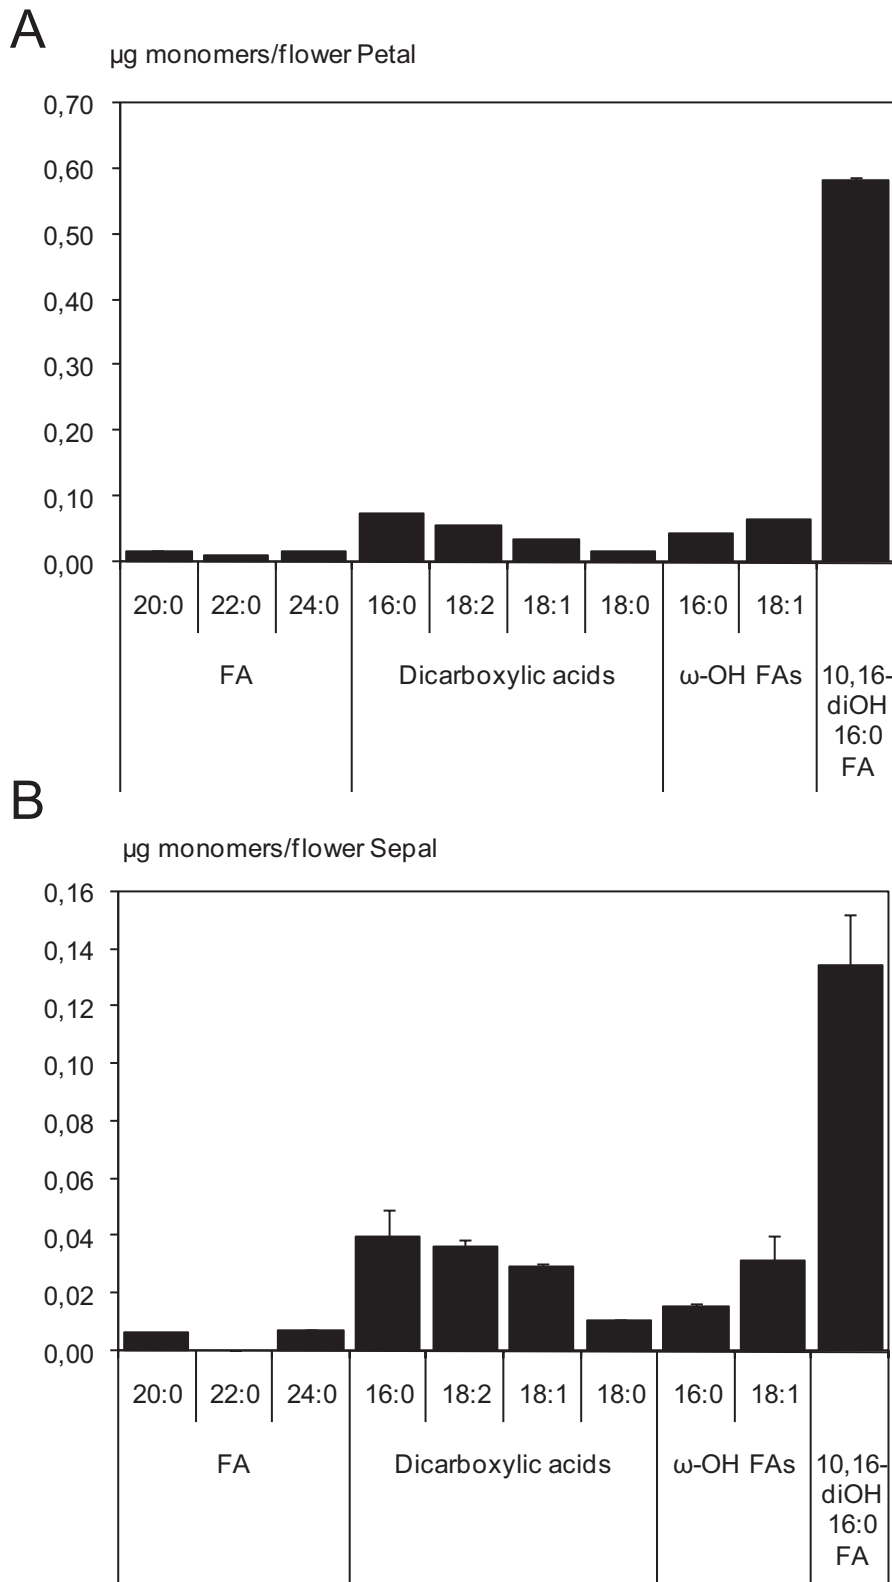 A
µg monomers/flower Petal
0,70
0,60
0,50
0,40
0,30
0,20
0,10
0,00
20:0 22:0 24:0 16:0 18:2 18:1 18:0 16:0 18:1
FA Dicarboxylic acids ω-OH FAs 10,16-
diOH
16:0
FA
B
µg monomers/flower Sepal
0,16
0,14
0,12
0,10
0,08
0,06
0,04
0,02
0,00
20:0 22:0 24:0 16:0 18:2 18:1 18:0 16:0 18:1
FA Dicarboxylic acids ω-OH FAs 10,16-
diOH
16:0
FA